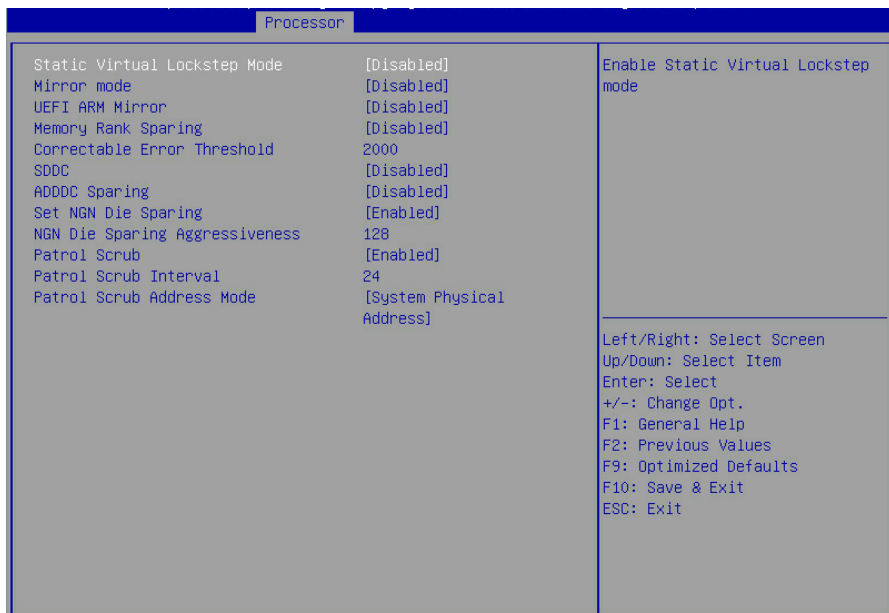 Processor
Static Virtual Lockstep Mode [Disabled]
Mirror mode [Disabled]
UEFI ARM Mirror [Disabled]
Memory Rank Sparing [Disabled]
Correctable Error Threshold 2000
SDDC [Disabled]
ADDDC Sparing [Disabled]
Set NGN Die Sparing [Enabled]
NGN Die Sparing Aggressiveness 128
Patrol Scrub [Enabled]
Patrol Scrub Interval 24
Patrol Scrub Address Mode [System Physical
Address]
Enable Static Virtual Lockstep
mode
Left/Right: Select Screen
Up/Down: Select Item
Enter: Select
+/-: Change Opt.
F1: General Help
F2: Previous Values
F9: Optimized Defaults
F10: Save & Exit
ESC: Exit